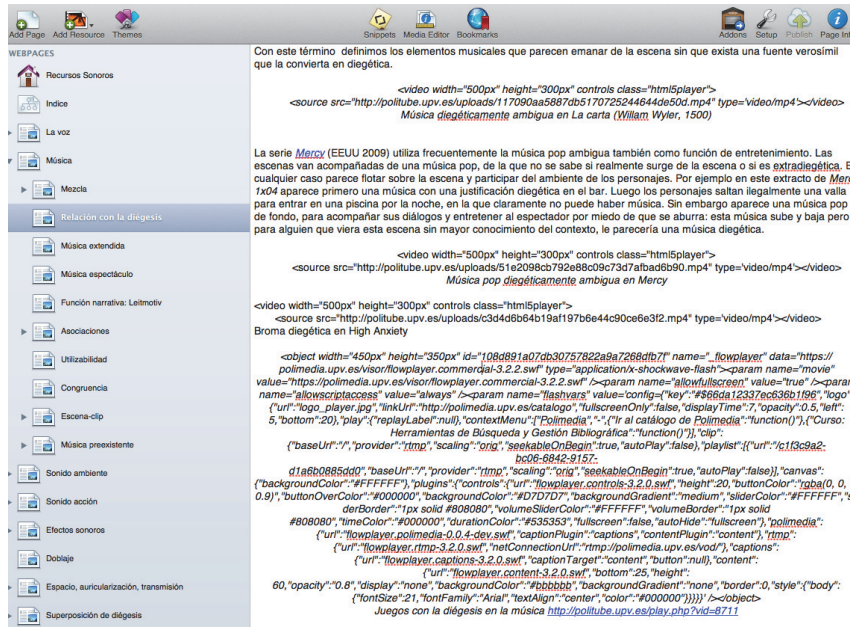 Add Page Add Resource Themes Snippets Media Editor Bookmarks Addons Setup Publish Page Inf
WEBPAGES
Recursos Sonoros
Indice
La voz
Música
Mezcla
Relación con la diégesis
Música extendida
Música espectáculo
Función narrativa: Leitmotiv
Asociaciones
Utilizabilidad
Congruencia
Escena-clip
Música preexistente
Sonido ambiente
Sonido acción
Efectos sonoros
Doblaje
Espacio, auricularización, transmisión
Superposición de diégesis
Con este término definimos los elementos musicales que parecen emanar de la escena sin que exista una fuente verosímil
que la convierta en diegética.
<video width="500px" height="300px" controls class="html5player">
<source src="http://politube.upv.es/uploads/117090aa5887db5170725244644de50d.mp4" type='video/mp4'></video>
Música diegéticamente ambigua en La carta (Willam Wyler, 1500)
La serie Mercy (EEUU 2009) utiliza frecuentemente la música pop ambigua también como función de entretenimiento. Las
escenas van acompañadas de una música pop, de la que no se sabe si realmente surge de la escena o si es extradiegética. E
cualquier caso parece flotar sobre la escena y participar del ambiente de los personajes. Por ejemplo en este extracto de Merc
1x04 aparece primero una música con una justificación diegética en el bar. Luego los personajes saltan ilegalmente una valla
para entrar en una piscina por la noche, en la que claramente no puede haber música. Sin embargo aparece una música pop
de fondo, para acompañar sus diálogos y entretener al espectador por miedo de que se aburra: esta música sube y baja pero
para alguien que viera esta escena sin mayor conocimiento del contexto, le parecería una música diegética.
<video width="500px" height="300px" controls class="html5player">
<source src="http://politube.upv.es/uploads/51e2098cb792e88c09c73d7afbad6b90.mp4" type='video/mp4'></video>
Música pop diegéticamente ambigua en Mercy
<video width="500px" height="300px" controls class="html5player">
<source src="http://politube.upv.es/uploads/c3d4d6b64b19af197b6e44c90ce6e3f2.mp4" type='video/mp4'></video>
Broma diegética en High Anxiety
<object width="450px" height="350px" id="108d891a07db30757822a9a7268dfb7f" name="_flowplayer" data="https://
polimedia.upv.es/visor/flowplayer.commercial-3.2.2.swf" type="application/x-shockwave-flash"><param name="movie"
value="https://polimedia.upv.es/visor/flowplayer.commercial-3.2.2.swf" /><param name="allowfullscreen" value="true" /><param
name="allowscriptaccess" value="always" /><param name="flashvars" value='config={"key":"#$66da12337ec636b1f96","logo"
{"url":"logo_player.jpg","linkUrl":"http://polimedia.upv.es/catalogo","fullscreenOnly":false,"displayTime":7,"opacity":0.5,"left":
5,"bottom":20},"play":{"replayLabel":null},"contextMenu":["Polimedia","-",{"Ir al catálogo de Polimedia":"function()"},{"Curso:
Herramientas de Búsqueda y Gestión Bibliográfica":"function()"}],"clip":
{"baseUrl":"/","provider":"rtmp","scaling":"orig","seekableOnBegin":true,"autoPlay":false},"playlist":[{"url":"/c1f3c9a2-
bc06-6842-9157-
d1a6b0885dd0","baseUrl":"/","provider":"rtmp","scaling":"orig","seekableOnBegin":true,"autoPlay":false}],"canvas":
{"backgroundColor":"#FFFFFF"},"plugins":{"controls":{"url":"flowplayer.controls-3.2.0.swf","height":20,"buttonColor":"rgba(0, 0,
0.9)","buttonOverColor":"#000000","backgroundColor":"#D7D7D7","backgroundGradient":"medium","sliderColor":"#FFFFFF","s
derBorder":"1px solid #808080","volumeSliderColor":"#FFFFFF","volumeBorder":"1px solid
#808080","timeColor":"#000000","durationColor":"#535353","fullscreen":false,"autoHide":"fullscreen"},"polimedia":
{"url":"flowplayer.polimedia-0.0.4-dev.swf","captionPlugin":"captions","contentPlugin":"content"},"rtmp":
{"url":"flowplayer.rtmp-3.2.0.swf","netConnectionUrl":"rtmp://polimedia.upv.es/vod/"},"captions":
{"url":"flowplayer.captions-3.2.0.swf","captionTarget":"content","button":null},"content":
{"url":"flowplayer.content-3.2.0.swf","bottom":25,"height":
60,"opacity":"0.8","display":"none","backgroundColor":"#bbbbbb","backgroundGradient":"none","border":0,"style":{"body":
{"fontSize":21,"fontFamily":"Arial","textAlign":"center","color":"#000000"}}}}}' /></object>
Juegos con la diégesis en la música http://politube.upv.es/play.php?vid=8711